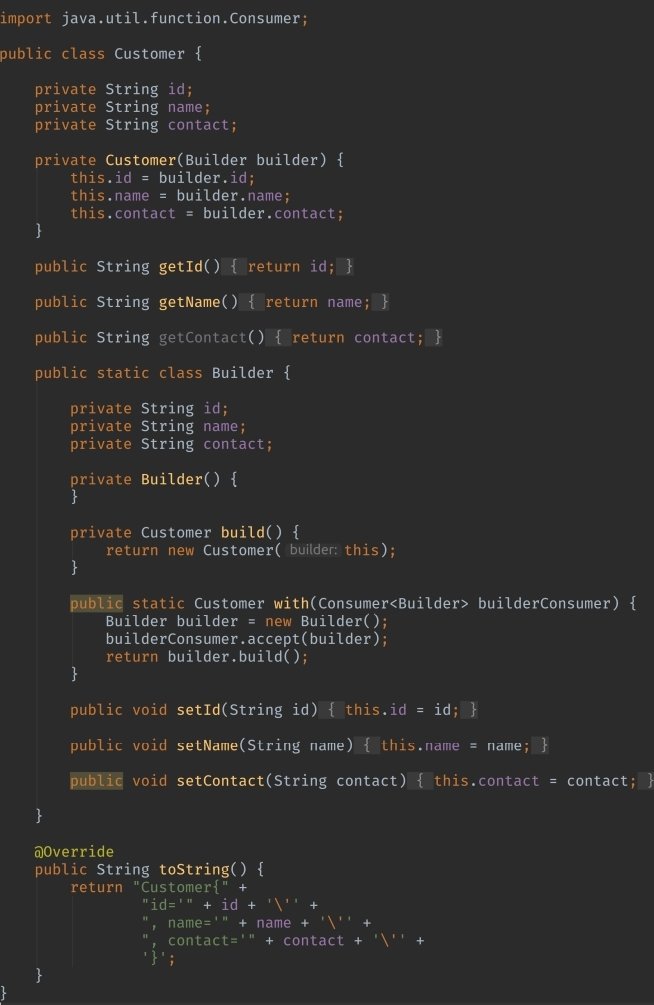 import java.util.function.Consumer;
public class Customer {
    private String id;
    private String name;
    private String contact;
    private Customer(Builder builder) {
        this.id = builder.id;
        this.name = builder.name;
        this.contact = builder.contact;
    }
    public String getId() { return id; }
    public String getName() { return name; }
    public String getContact() { return contact; }
    public static class Builder {
        private String id;
        private String name;
        private String contact;
        private Builder() {
        }
        private Customer build() {
            return new Customer( builder: this);
        }
        public static Customer with(Consumer<Builder> builderConsumer) {
            Builder builder = new Builder();
            builderConsumer.accept(builder);
            return builder.build();
        }
        public void setId(String id) { this.id = id; }
        public void setName(String name) { this.name = name; }
        public void setContact(String contact) { this.contact = contact; }
    }
    @Override
    public String toString() {
        return "Customer{" +
                "id='" + id + '\'' +
                ", name='" + name + '\'' +
                ", contact='" + contact + '\'' +
                '}';
    }
}